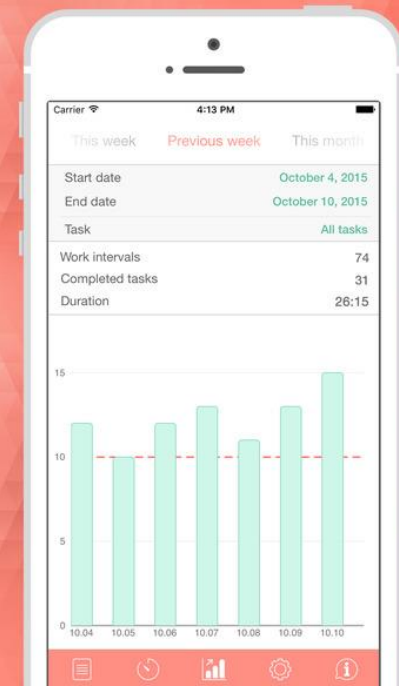 Carrier 4:13 PM
This week Previous week This month
Start date October 4, 2015
End date October 10, 2015
Task All tasks
Work intervals 74
Completed tasks 31
Duration 26:15
15
10
5
0
10.04 10.05 10.06 10.07 10.08 10.09 10.10